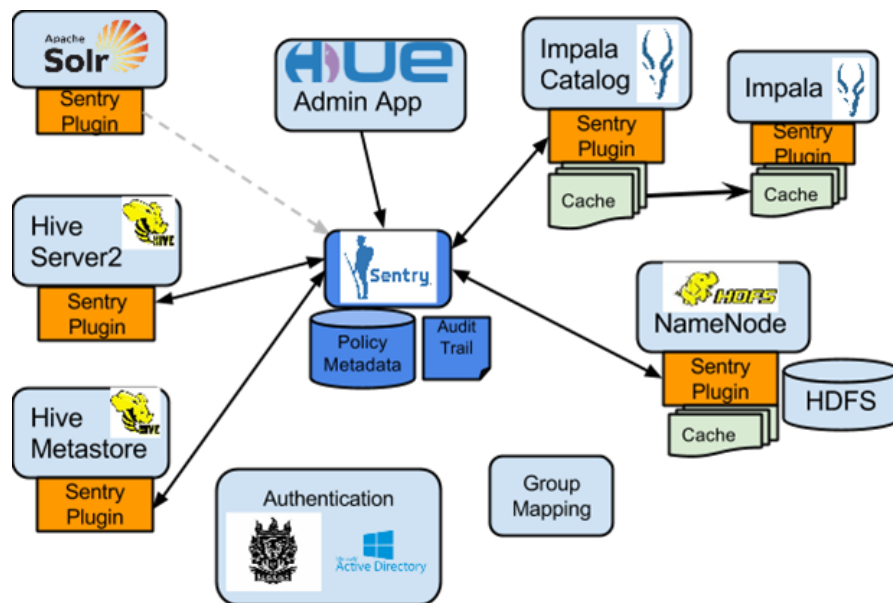 Apache
Solr
Sentry
Plugin
HUE
Admin App
Impala
Catalog
Sentry
Plugin
Cache
Impala
Sentry
Plugin
Cache
Hive
Server2
HIVE
Sentry
Plugin
Sentry
Policy
Metadata
Audit
Trail
HDFS
NameNode
Sentry
Plugin
Cache
HDFS
Hive
Metastore
HIVE
Sentry
Plugin
Authentication
Active Directory
Group
Mapping